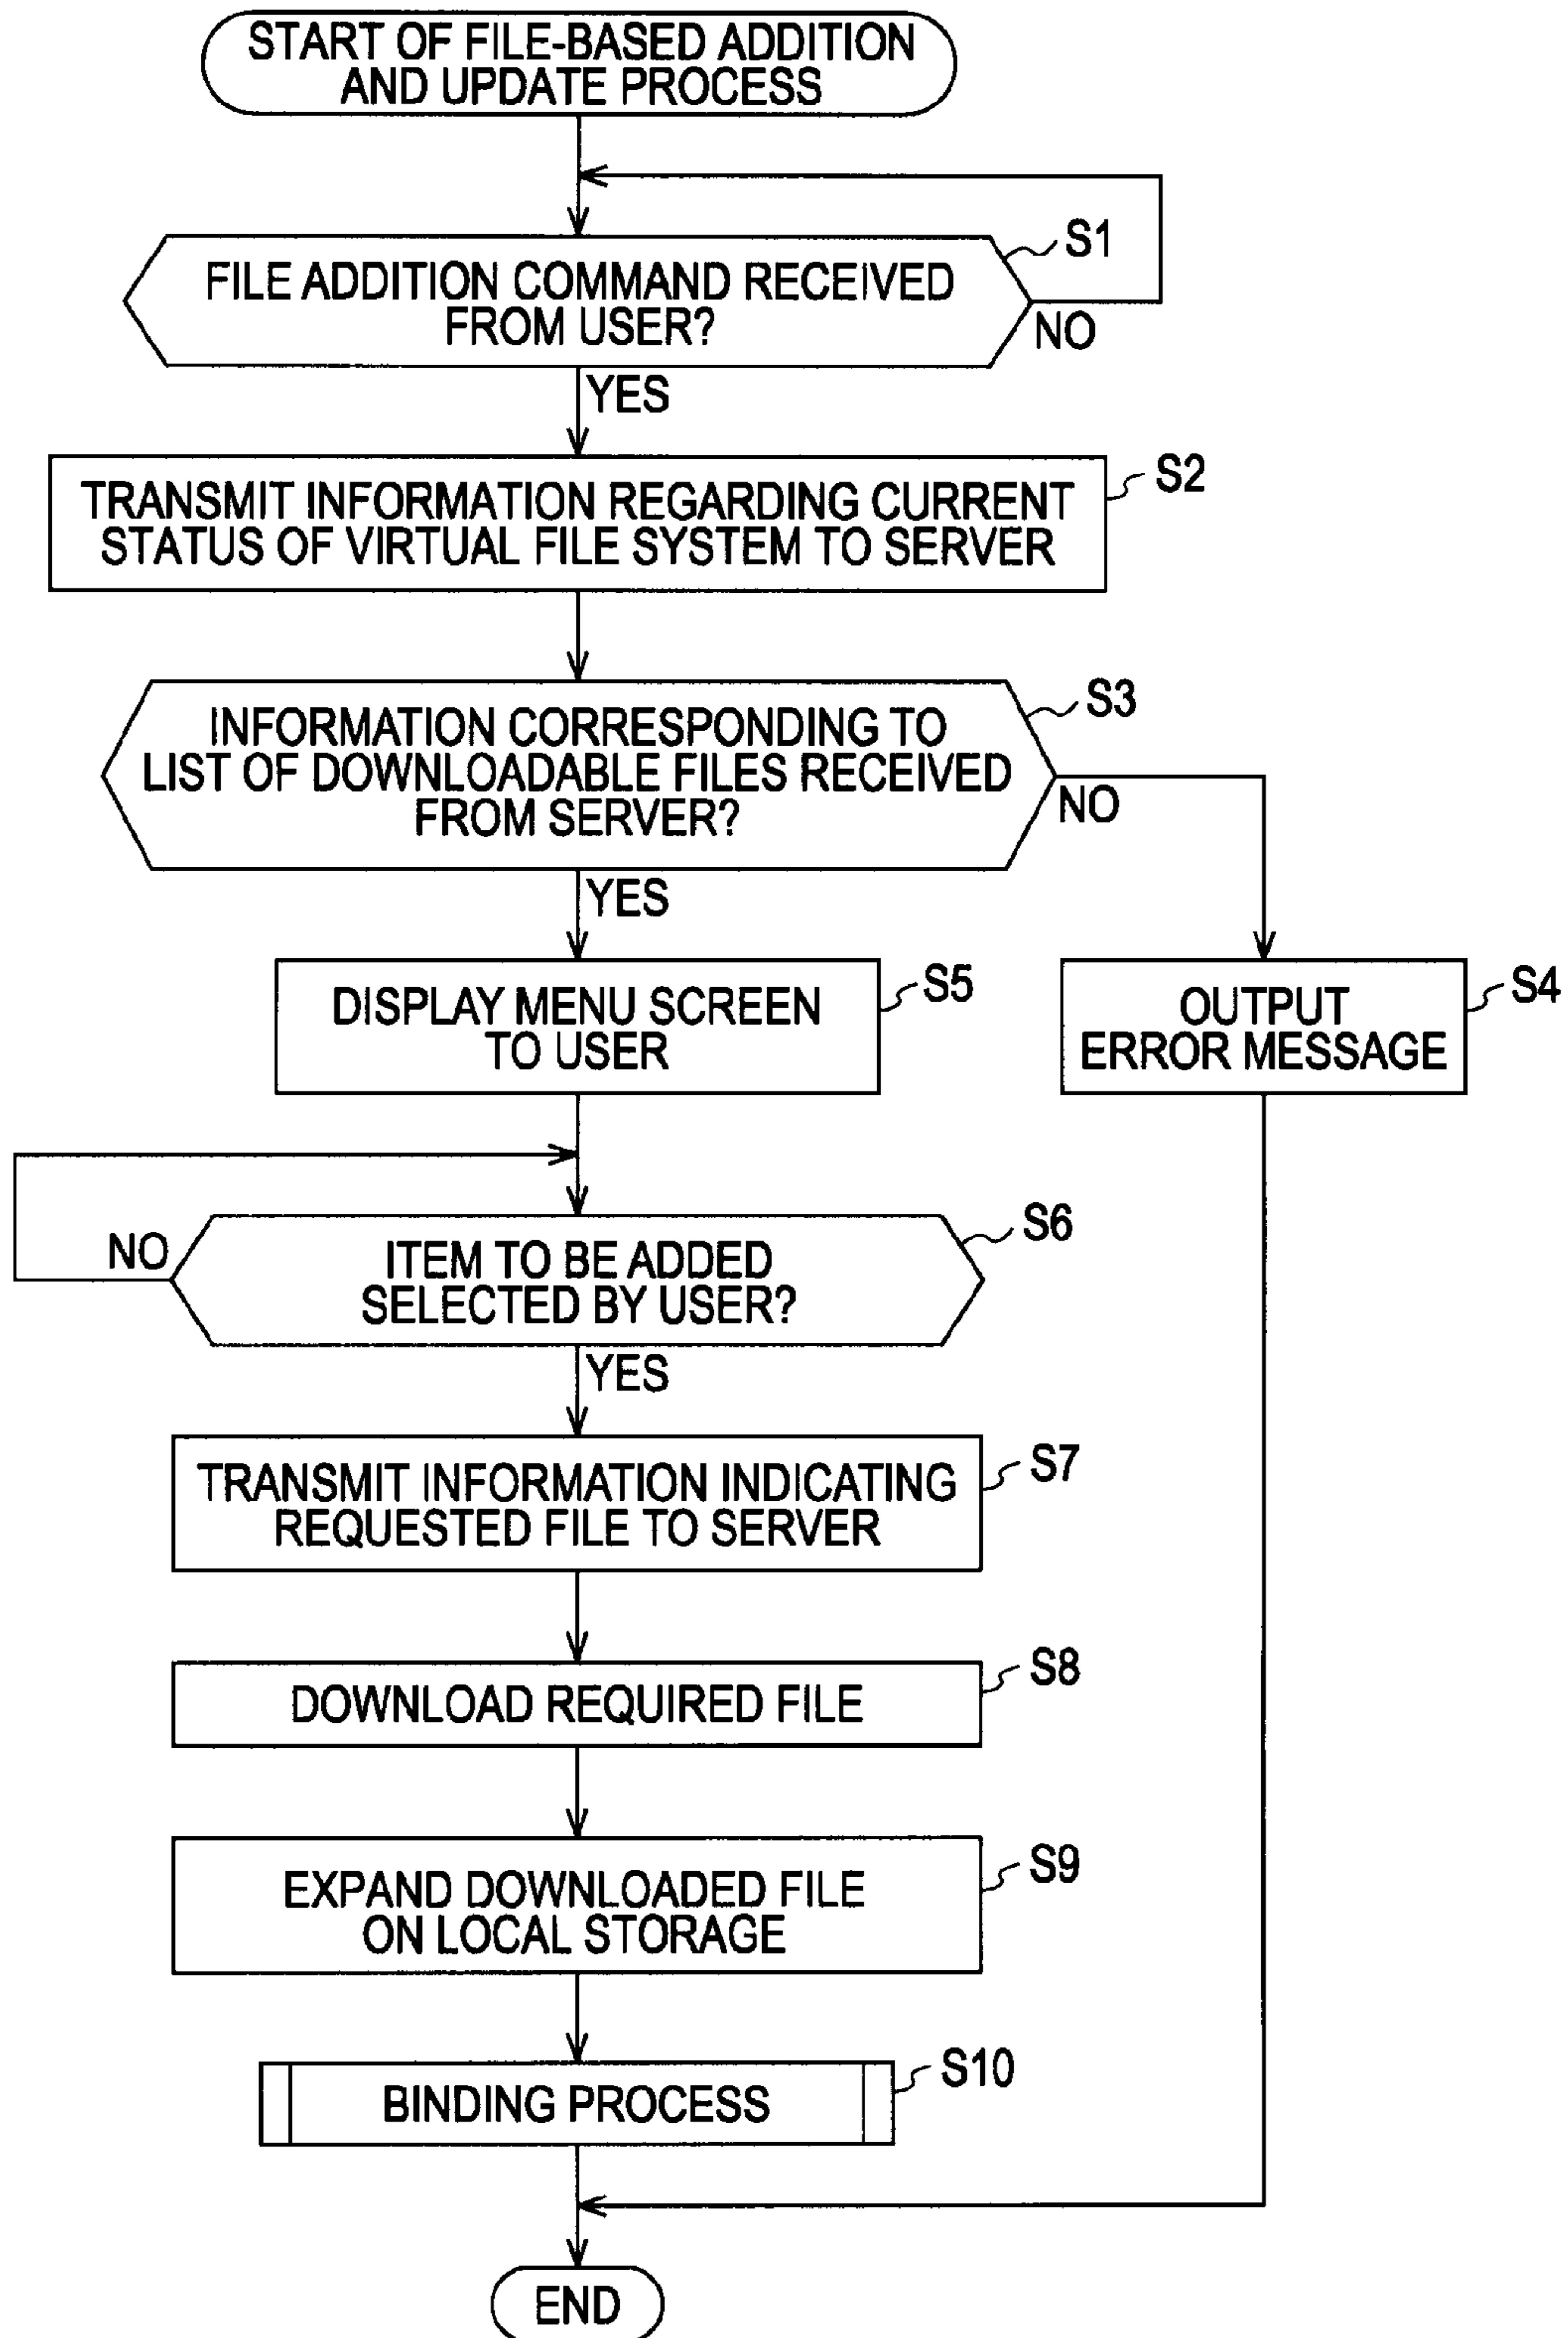 START OF FILE-BASED ADDITION
AND UPDATE PROCESS
S1
FILE ADDITION COMMAND RECEIVED
FROM USER?
NO
YES
S2
TRANSMIT INFORMATION REGARDING CURRENT
STATUS OF VIRTUAL FILE SYSTEM TO SERVER
S3
INFORMATION CORRESPONDING TO
LIST OF DOWNLOADABLE FILES RECEIVED
FROM SERVER?
NO
YES
S5
DISPLAY MENU SCREEN
TO USER
S4
OUTPUT
ERROR MESSAGE
S6
NO
ITEM TO BE ADDED
SELECTED BY USER?
YES
S7
TRANSMIT INFORMATION INDICATING
REQUESTED FILE TO SERVER
S8
DOWNLOAD REQUIRED FILE
S9
EXPAND DOWNLOADED FILE
ON LOCAL STORAGE
S10
BINDING PROCESS
END